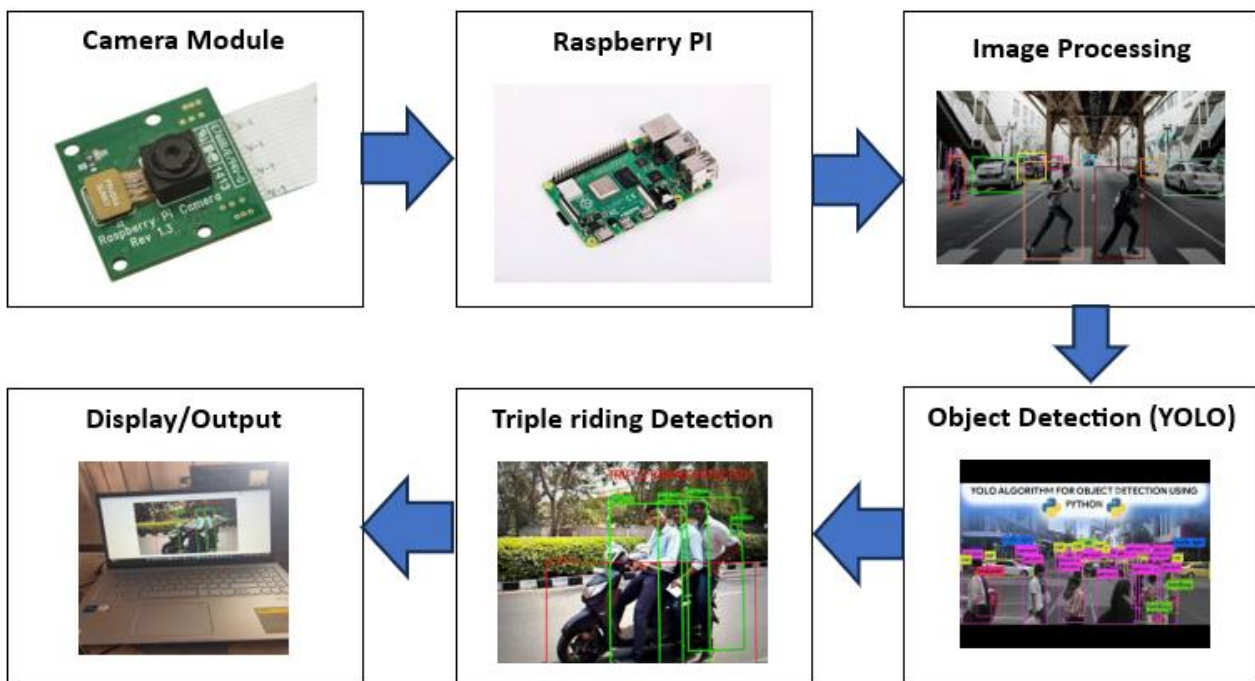 Camera Module
Raspberry Pi Camera
Rev 1.3
Raspberry PI
Image Processing
Object Detection (YOLO)
YOLO ALGORITHM FOR OBJECT DETECTION USING
PYTHON
Triple riding Detection
Display/Output